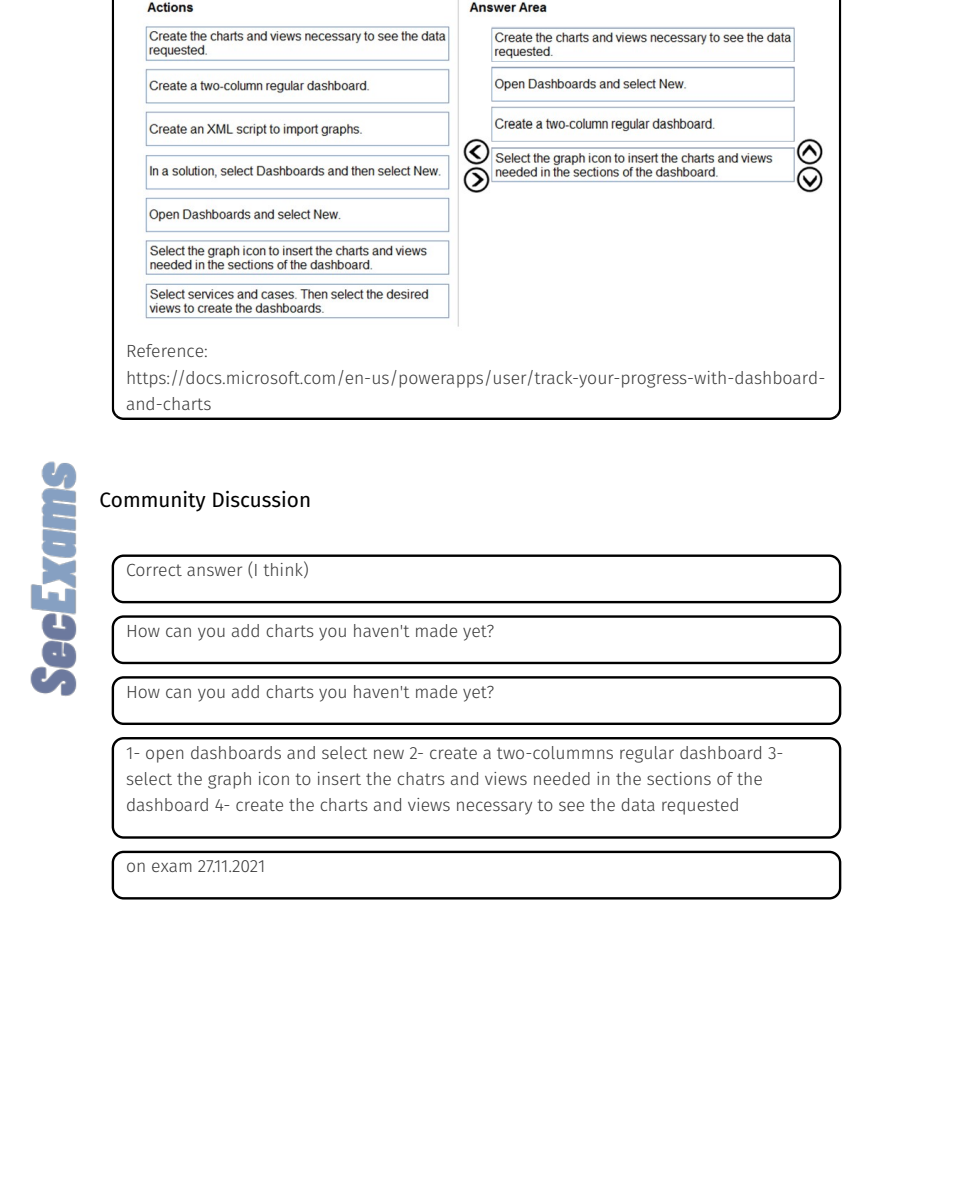 Actions
Answer Area
Create the charts and views necessary to see the data
requested.
Create a two-column regular dashboard.
Create an XML script to import graphs.
In a solution, select Dashboards and then select New.
Open Dashboards and select New.
Select the graph icon to insert the charts and views
needed in the sections of the dashboard.
Select services and cases. Then select the desired
views to create the dashboards.
Create the charts and views necessary to see the data
requested.
Open Dashboards and select New.
Create a two-column regular dashboard.
Select the graph icon to insert the charts and views
needed in the sections of the dashboard.
Reference:
https://docs.microsoft.com/en-us/powerapps/user/track-your-progress-with-dashboard-
and-charts
SecExams
Community Discussion
Correct answer (I think)
How can you add charts you haven't made yet?
How can you add charts you haven't made yet?
1- open dashboards and select new 2- create a two-colummns regular dashboard 3-
select the graph icon to insert the chatrs and views needed in the sections of the
dashboard 4- create the charts and views necessary to see the data requested
on exam 27.11.2021